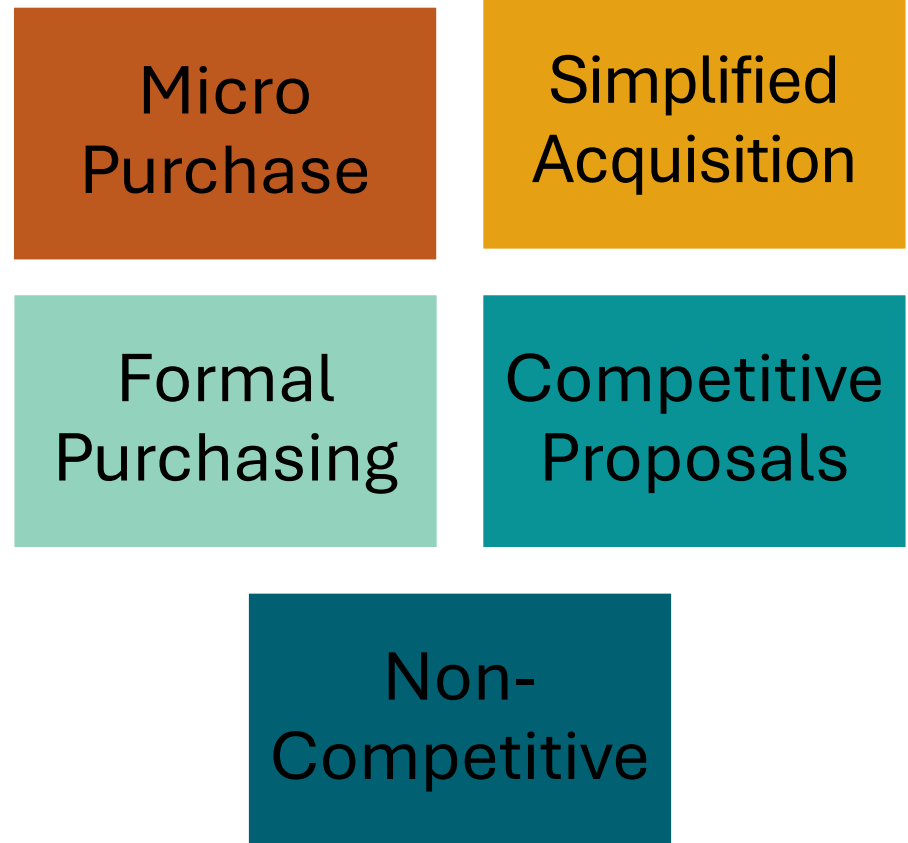 Micro
Purchase
Simplified
Acquisition
Formal
Purchasing
Competitive
Proposals
Non-
Competitive